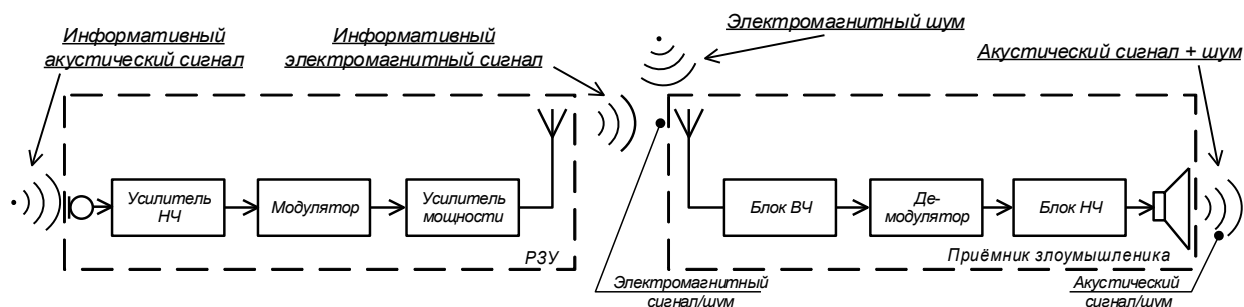 Информативный
акустический сигнал
Информативный
электромагнитный сигнал
Электромагнитный шум
Акустический сигнал + шум
Усилитель
НЧ
Модулятор
Усилитель
мощности
РЗУ
Блок ВЧ
Де-
модулятор
Блок НЧ
Приёмник злоумышленика
Электромагнитный
сигнал/шум
Акустический
сигнал/шум